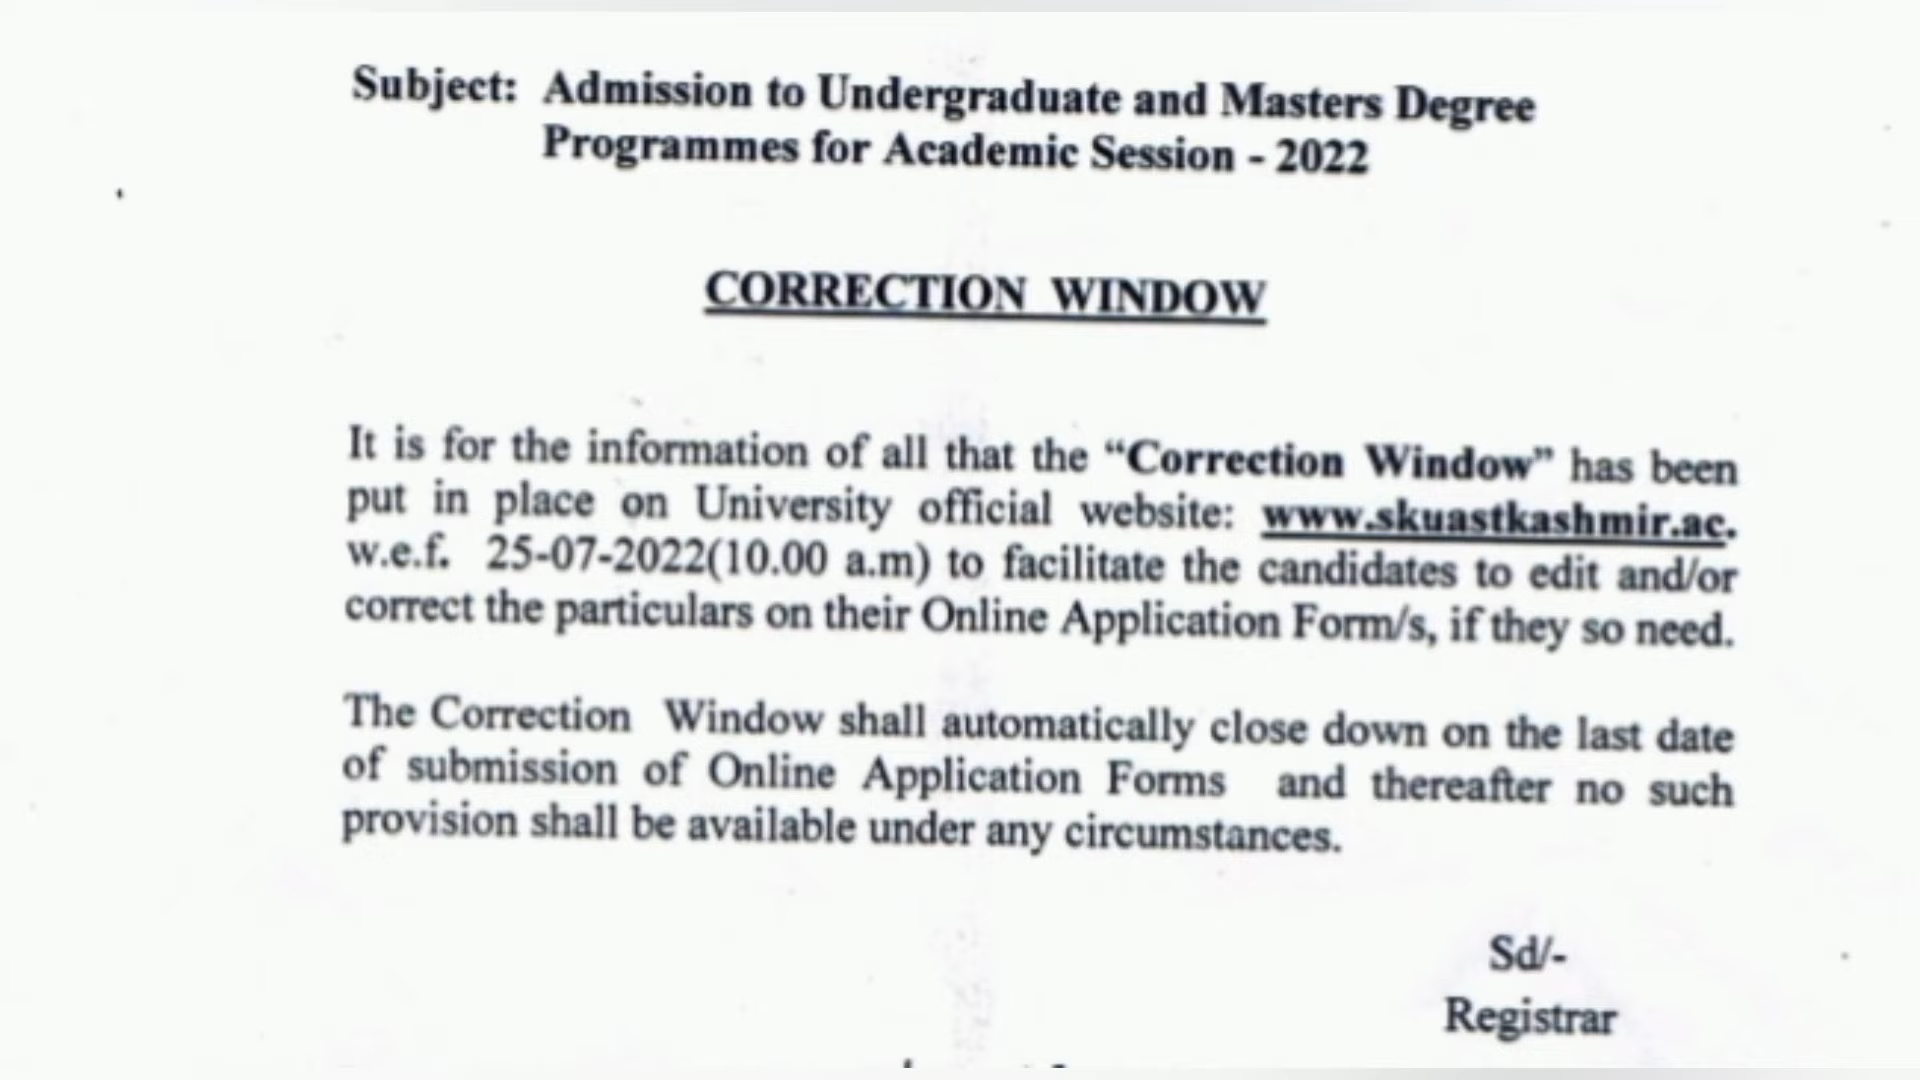 Subject: Admission to Undergraduate and Masters Degree
Programmes for Academic Session - 2022
CORRECTION WINDOW
It is for the information of all that the “Correction Window” has been
put in place on University official website: www.skuastkashmir.ac.
w.e.f. 25-07-2022(10.00 a.m) to facilitate the candidates to edit and/or
correct the particulars on their Online Application Form/s, if they so need.
The Correction Window shall automatically close down on the last date
of submission of Online Application Forms and thereafter no such
provision shall be available under any circumstances.
Sd/-
Registrar